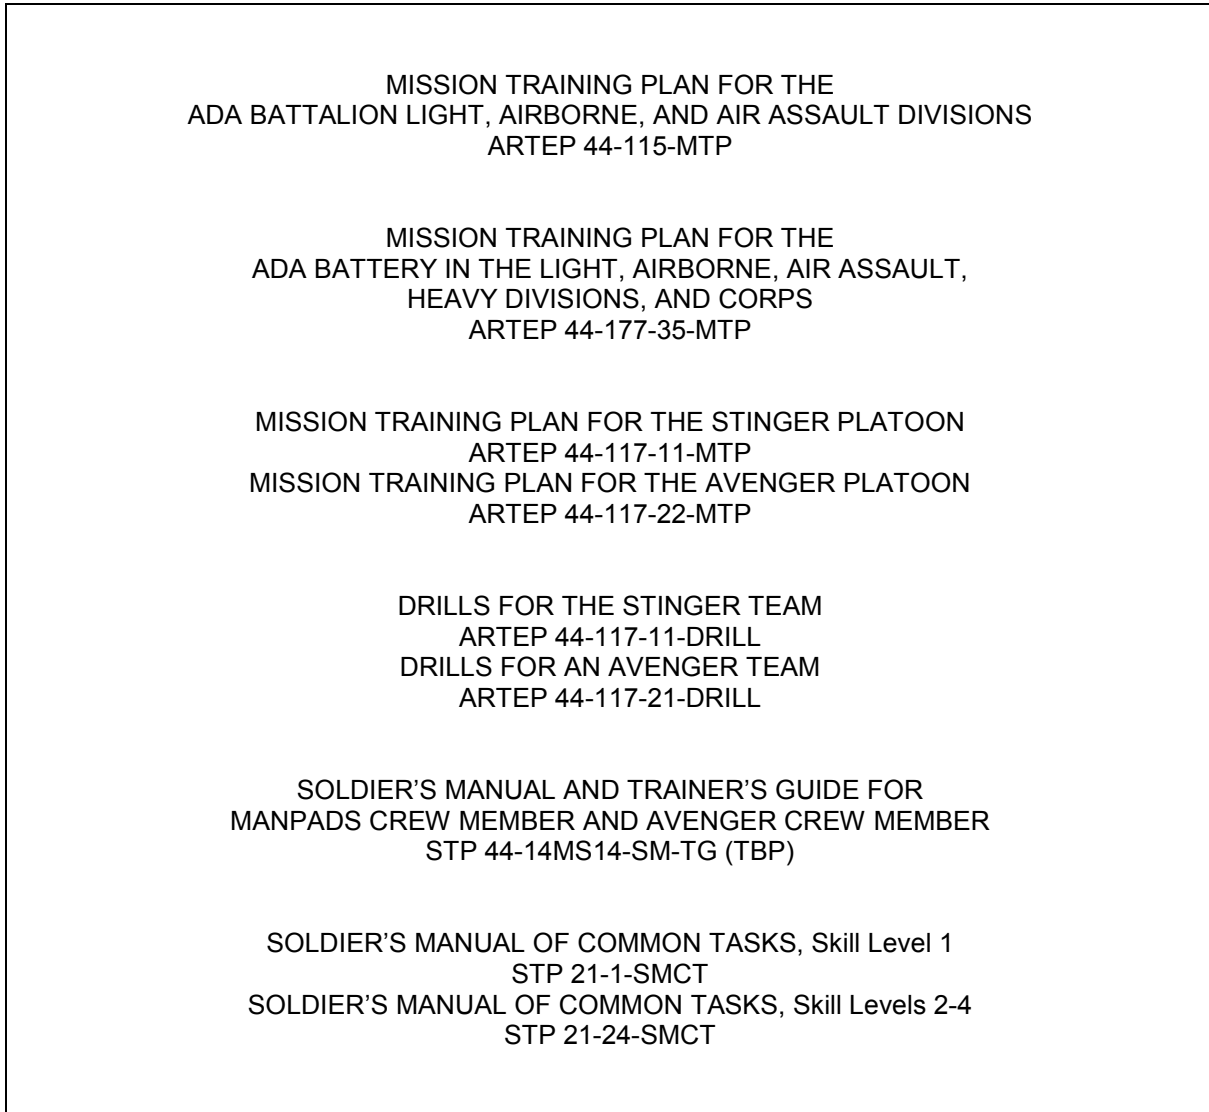 MISSION TRAINING PLAN FOR THE
ADA BATTALION LIGHT, AIRBORNE, AND AIR ASSAULT DIVISIONS
ARTEP 44-115-MTP
MISSION TRAINING PLAN FOR THE
ADA BATTERY IN THE LIGHT, AIRBORNE, AIR ASSAULT,
HEAVY DIVISIONS, AND CORPS
ARTEP 44-177-35-MTP
MISSION TRAINING PLAN FOR THE STINGER PLATOON
ARTEP 44-117-11-MTP
MISSION TRAINING PLAN FOR THE AVENGER PLATOON
ARTEP 44-117-22-MTP
DRILLS FOR THE STINGER TEAM
ARTEP 44-117-11-DRILL
DRILLS FOR AN AVENGER TEAM
ARTEP 44-117-21-DRILL
SOLDIER’S MANUAL AND TRAINER’S GUIDE FOR
MANPADS CREW MEMBER AND AVENGER CREW MEMBER
STP 44-14MS14-SM-TG (TBP)
SOLDIER’S MANUAL OF COMMON TASKS, Skill Level 1
STP 21-1-SMCT
SOLDIER’S MANUAL OF COMMON TASKS, Skill Levels 2-4
STP 21-24-SMCT